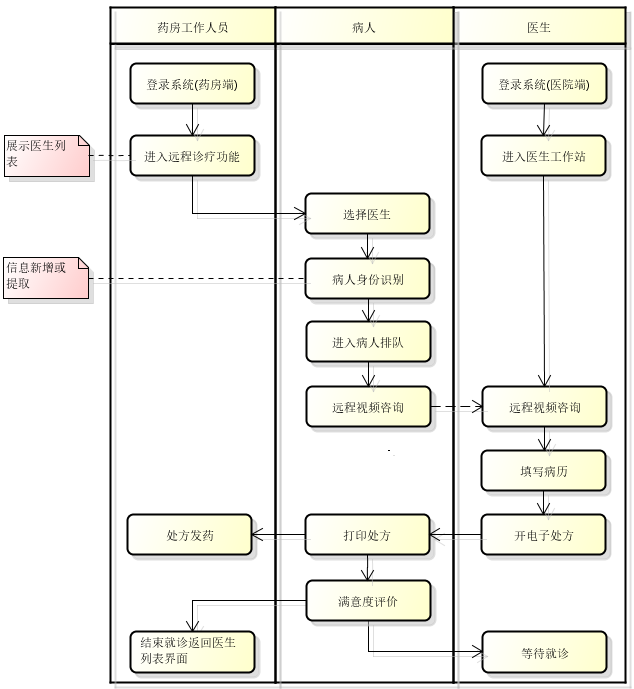 药房工作人员
病人
医生
登录系统(药房端)
登录系统(医院端)
展示医生列
表
进入远程诊疗功能
进入医生工作站
选择医生
信息新增或
提取
病人身份识别
进入病人排队
远程视频咨询
远程视频咨询
填写病历
处方发药
打印处方
开电子处方
满意度评价
结束就诊返回医生
列表界面
等待就诊